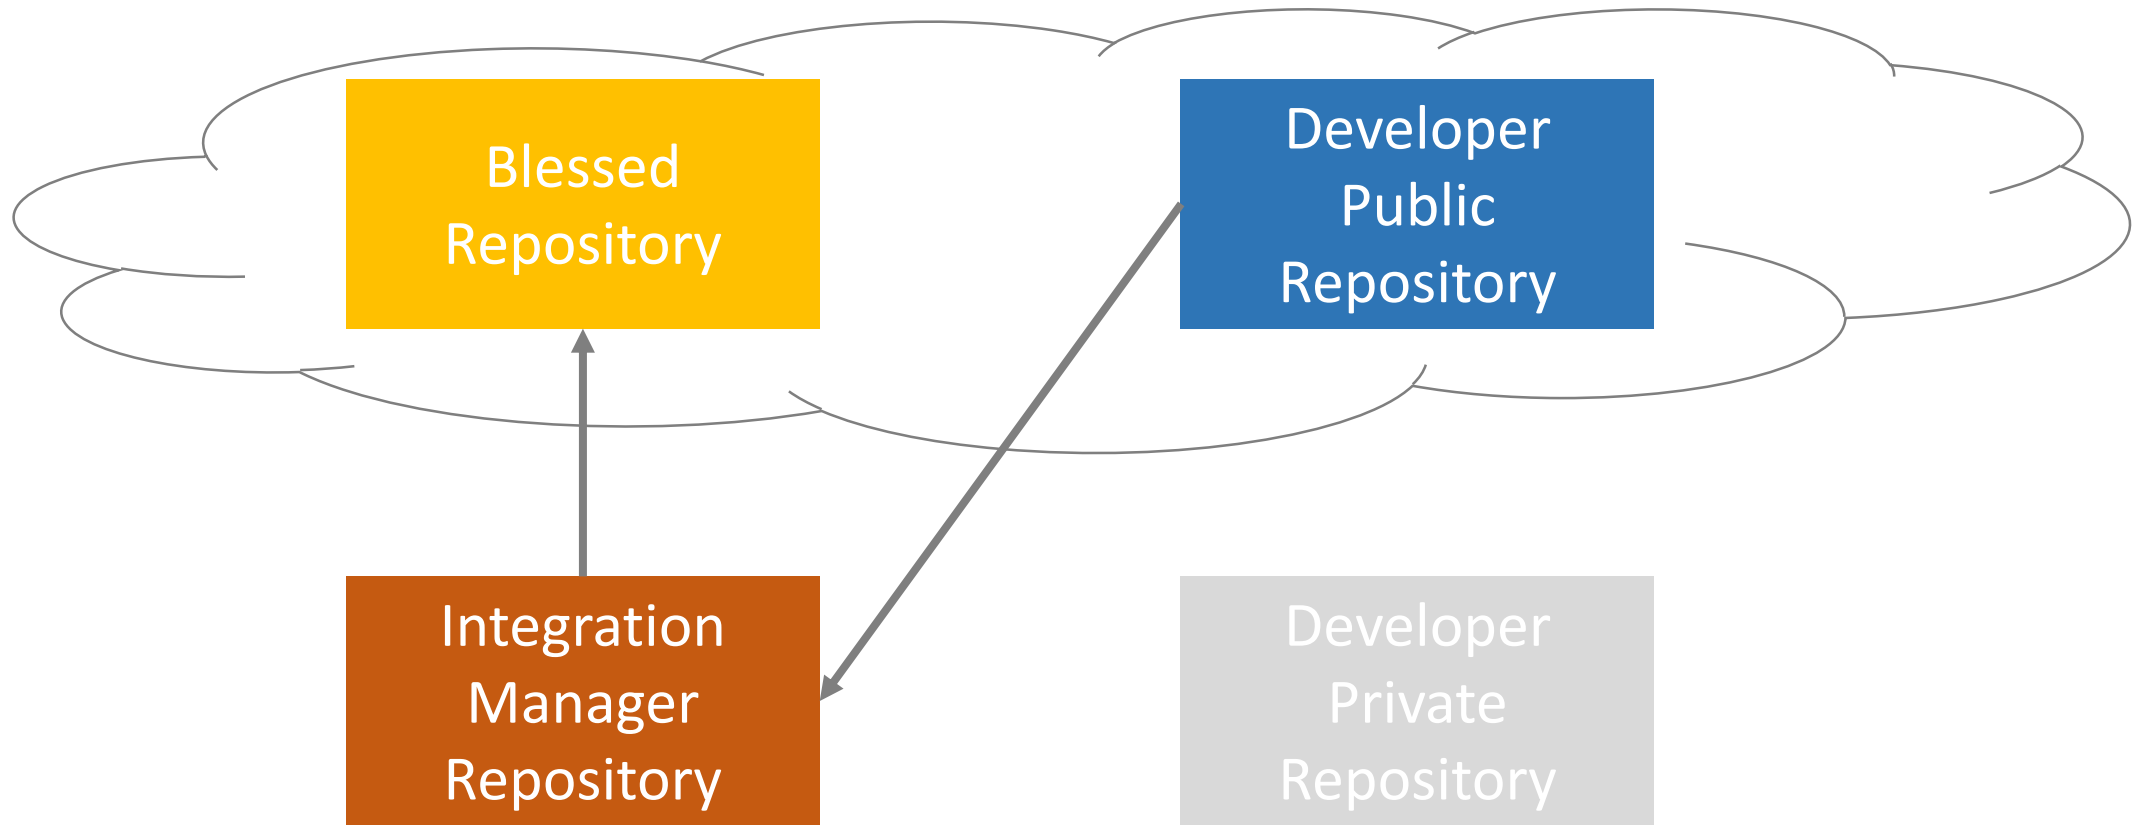 Blessed
Repository
Developer
Public
Repository
Integration
Manager
Repository
Developer
Private
Repository